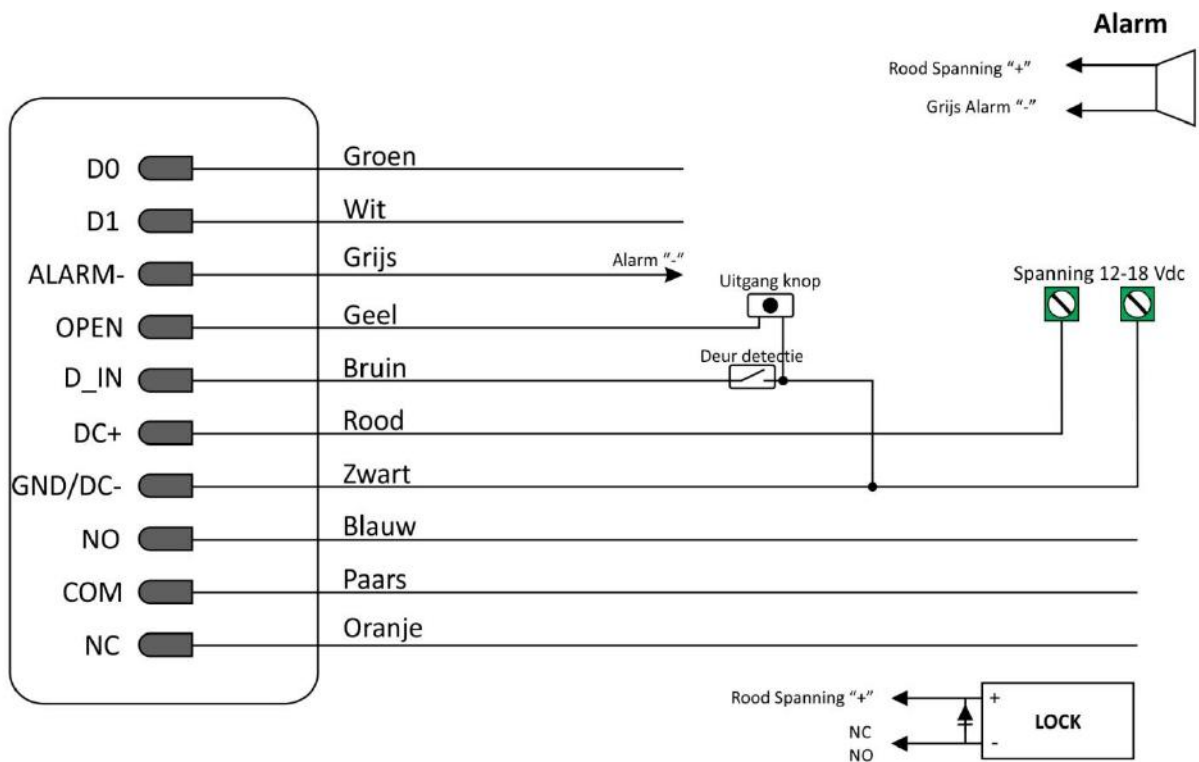 Alarm
Rood Spanning “+”
Grijs Alarm “-”
D0 Groen
D1 Wit
ALARM- Grijs Alarm “-“
Uitgang knop
Spanning 12-18 Vdc
OPEN Geel
Deur detectie
D_IN Bruin
DC+ Rood
GND/DC- Zwart
NO Blauw
COM Paars
NC Oranje
Rood Spanning “+” +
LOCK
NC
NO -